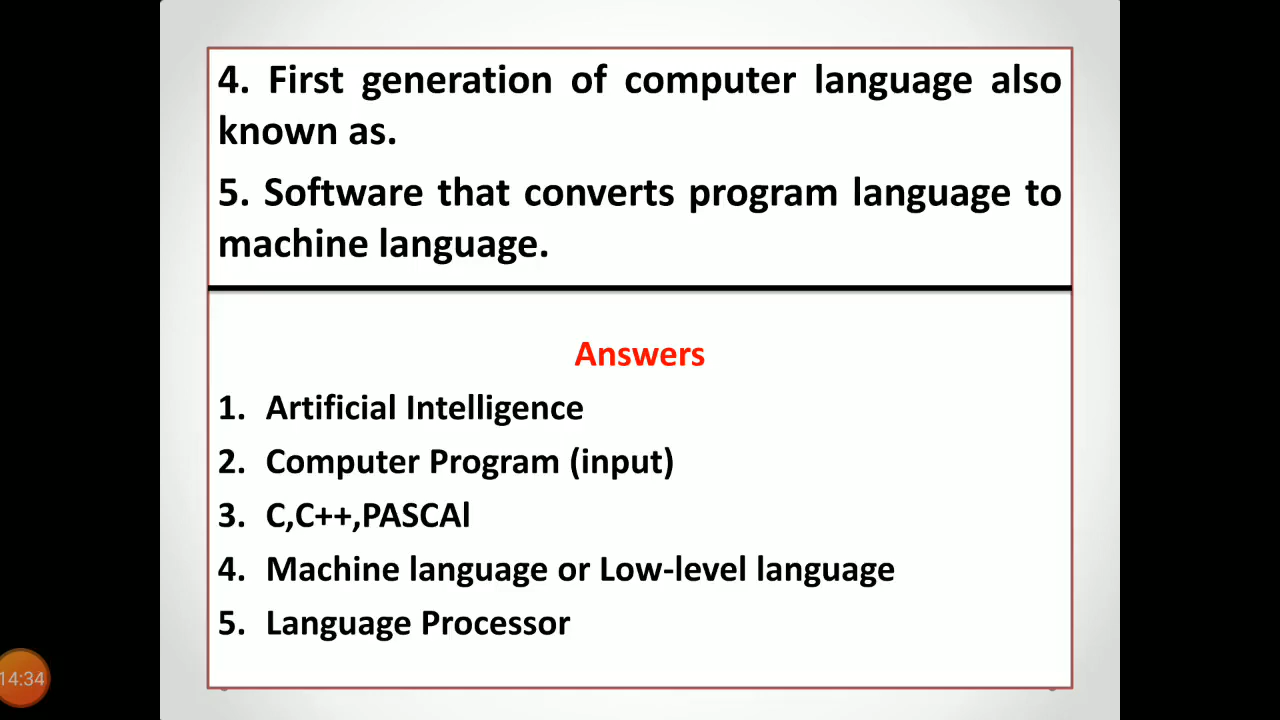 4. First generation of computer language also
known as.
5. Software that converts program language to
machine language.
Answers
1. Artificial Intelligence
2. Computer Program (input)
3. C,C++,PASCAl
4. Machine language or Low-level language
5. Language Processor
14:34